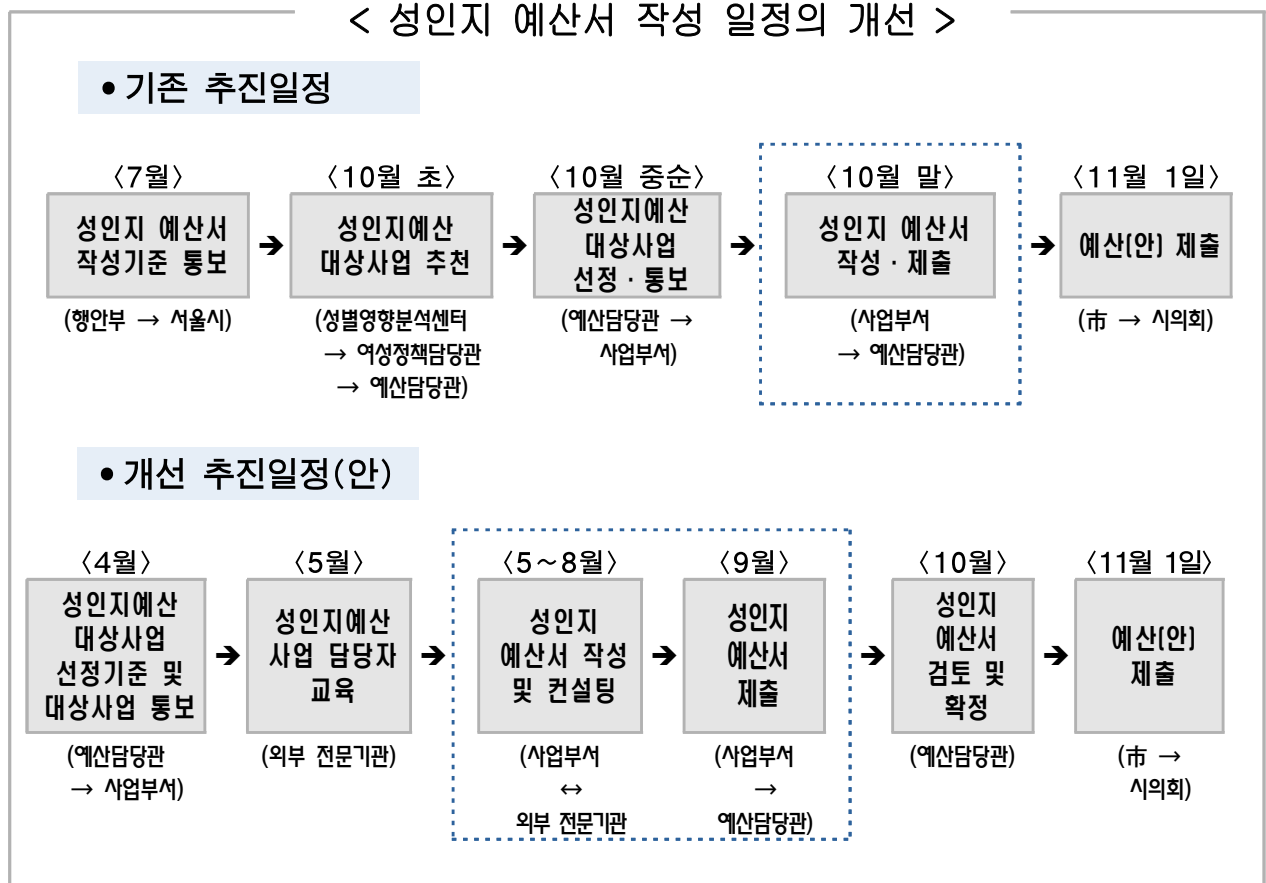 < 성인지 예산서 작성 일정의 개선 >
• 기존 추진일정
〈7월〉
성인지 예산서
작성기준 통보
(행안부 → 서울시)
➔
〈10월 초〉
성인지예산
대상사업 추천
(성별영향분석센터
→ 여성정책담당관
→ 예산담당관)
➔
〈10월 중순〉
성인지예산
대상사업
선정 · 통보
(예산담당관 →
사업부서)
➔
〈10월 말〉
성인지 예산서
작성 · 제출
(사업부서
→ 예산담당관)
➔
〈11월 1일〉
예산(안) 제출
(市 → 시의회)
• 개선 추진일정(안)
〈4월〉
성인지예산
대상사업
선정기준 및
대상사업 통보
(예산담당관
→ 사업부서)
➔
〈5월〉
성인지예산
사업 담당자
교육
(외부 전문기관)
➔
〈5～8월〉
성인지
예산서 작성
및 컨설팅
(사업부서
↔
외부 전문기관
➔
〈9월〉
성인지
예산서
제출
(사업부서
→
예산담당관)
➔
〈10월〉
성인지
예산서
검토 및
확정
(예산담당관)
➔
〈11월 1일〉
예산(안)
제출
(市 →
시의회)